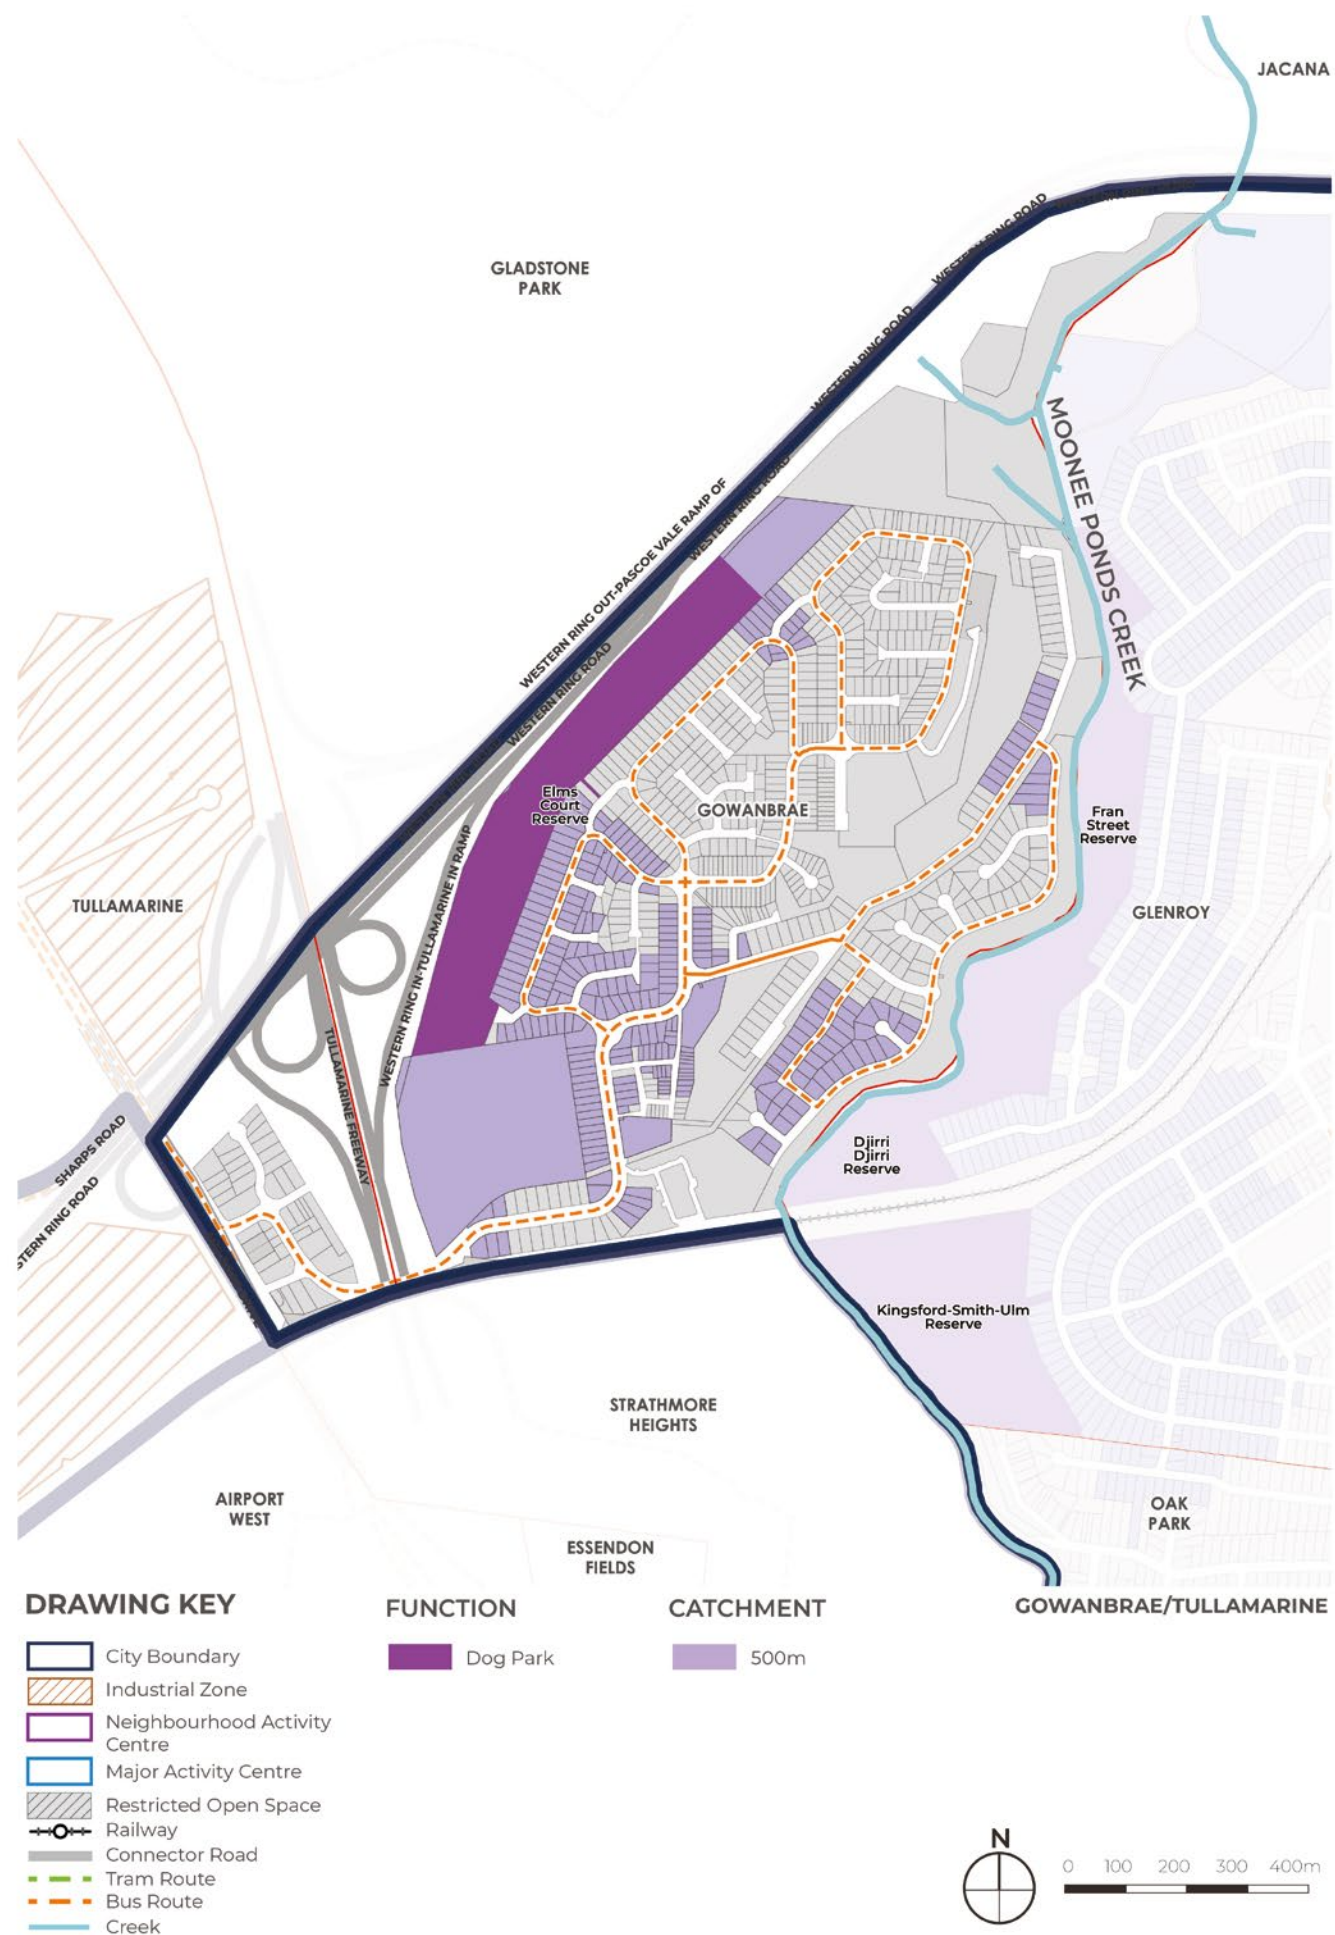 JACANA
WESTERN RING ROAD
GLADSTONE
PARK
WESTERN RING ROAD
MOONEE PONDS CREEK
WESTERN RING OUT-PASCOE VALE RAMP OF
WESTERN RING ROAD
WESTERN RING ROAD
Elms
Court
Reserve
GOWANBRAE
Fran
Street
Reserve
TULLAMARINE
GLENROY
WESTERN RING IN-TULLAMARINE IN RAMP
TULLAMARINE FREEWAY
SHARPS ROAD
STERN RING ROAD
Djirri
Djirri
Reserve
Kingsford-Smith-Ulm
Reserve
STRATHMORE
HEIGHTS
AIRPORT
WEST
OAK
PARK
ESSENDON
FIELDS
DRAWING KEY
City Boundary
Industrial Zone
Neighbourhood Activity
Centre
Major Activity Centre
Restricted Open Space
Railway
Connector Road
Tram Route
Bus Route
Creek
FUNCTION
Dog Park
CATCHMENT
500m
GOWANBRAE/TULLAMARINE
N
0 100 200 300 400m